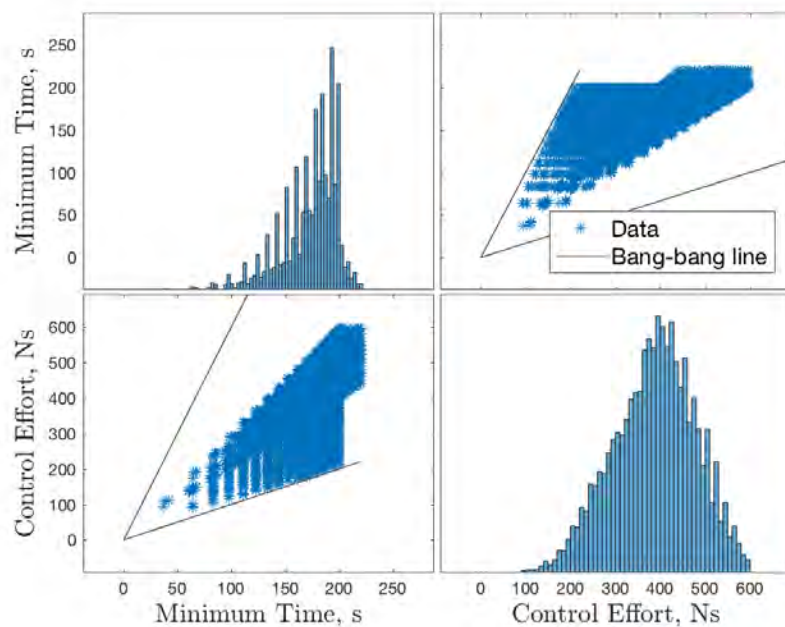 Minimum Time, s
250
200
150
100
50
0
Data
Bang-bang line
Control Effort, Ns
600
500
400
300
200
100
0
0 50 100 150 200 250
0 100 200 300 400 500 600
Minimum Time, s
Control Effort, Ns